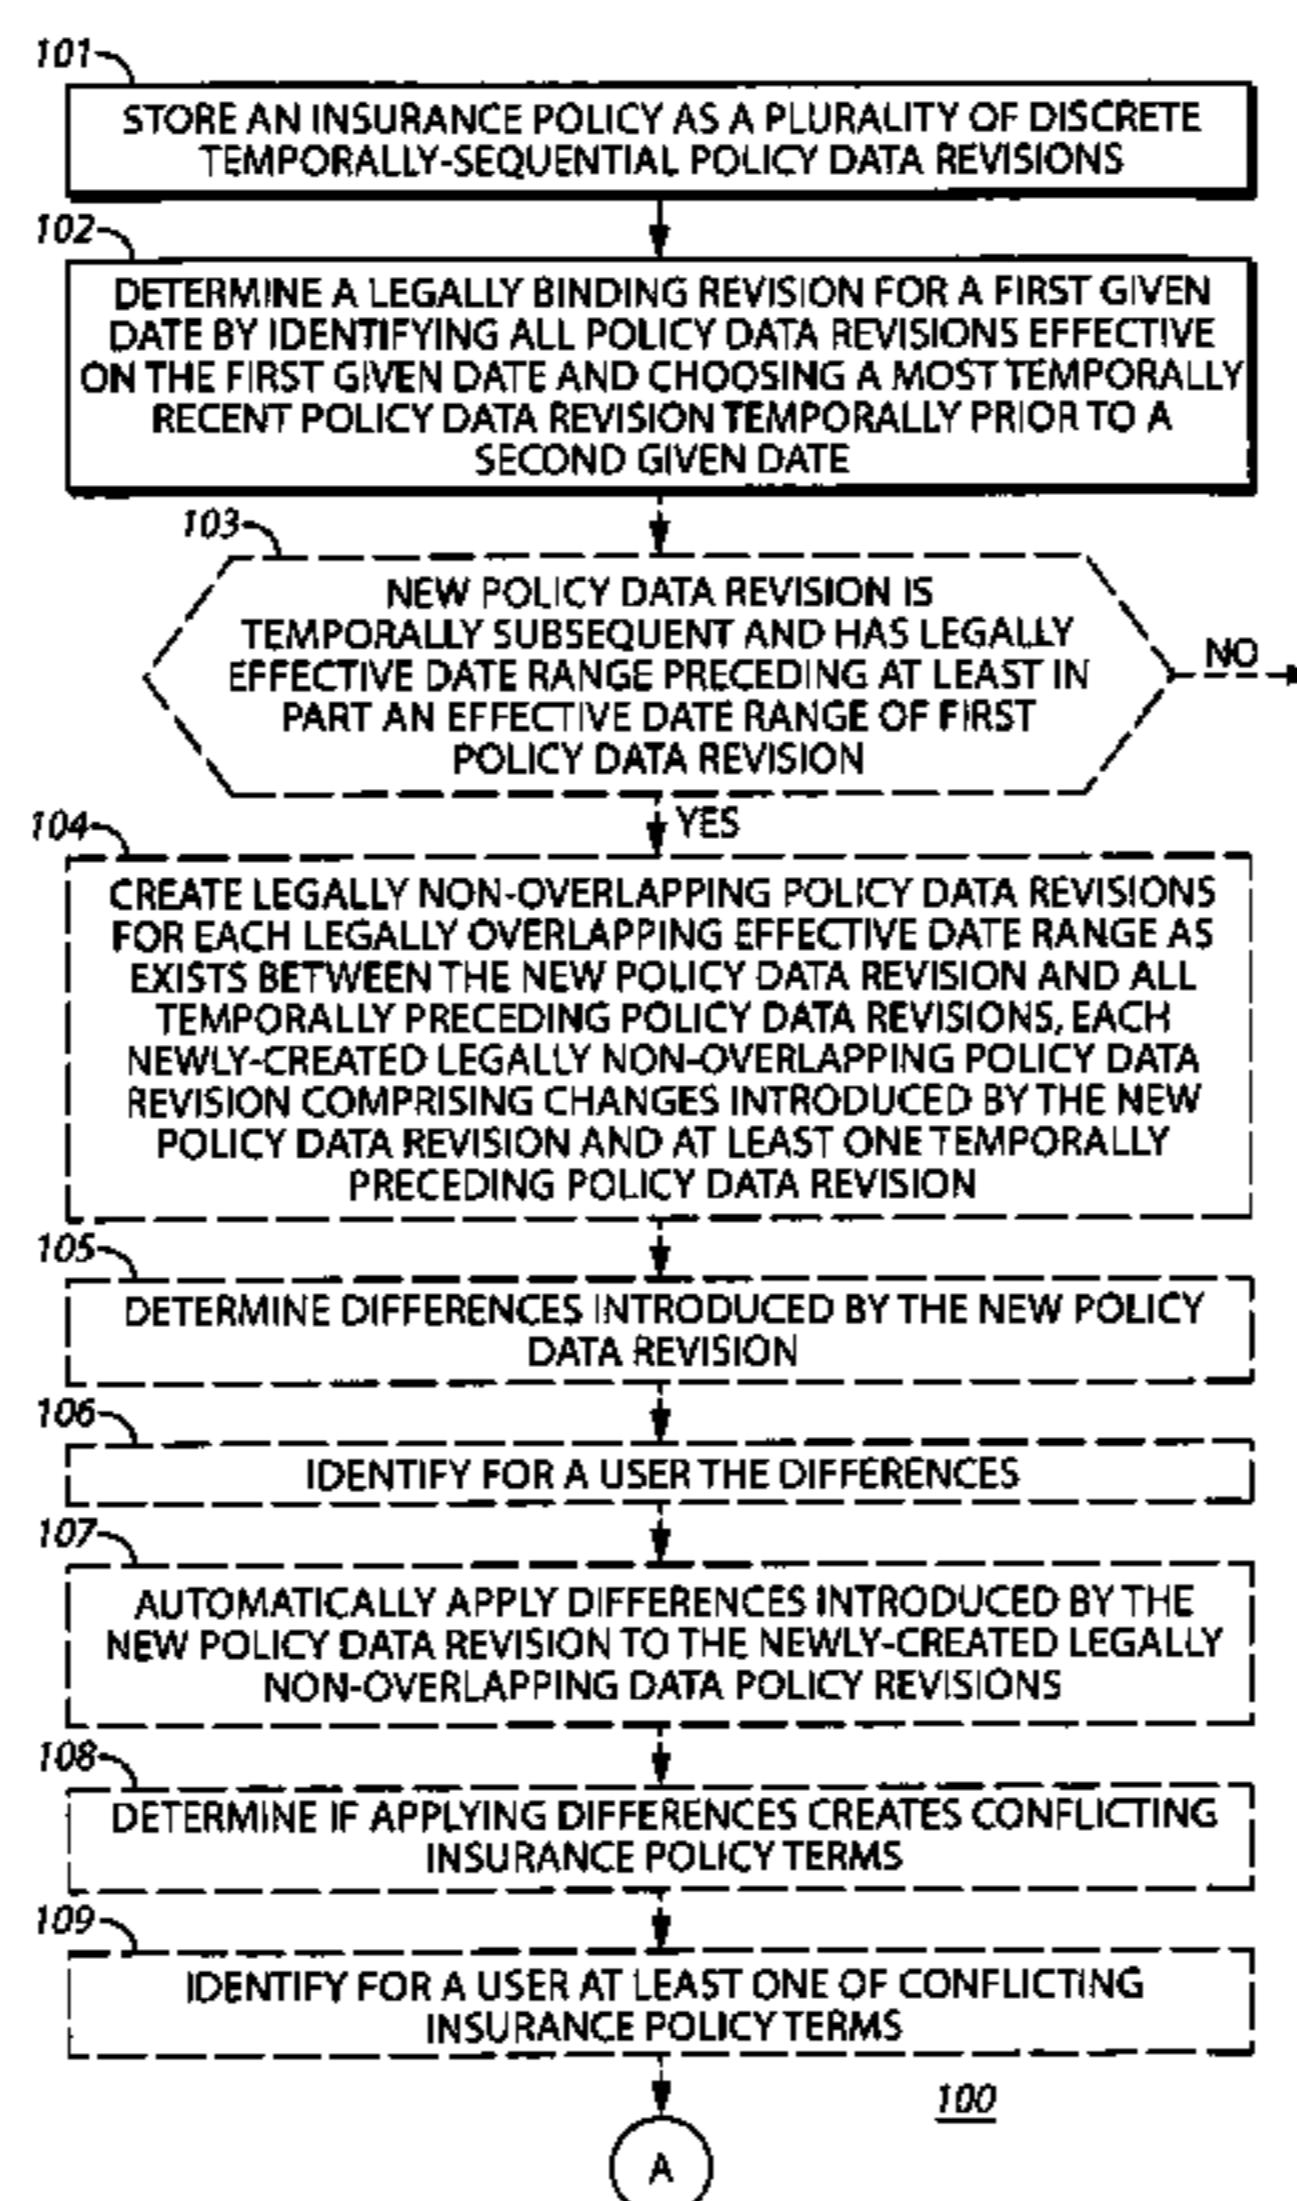 101
STORE AN INSURANCE POLICY AS A PLURALITY OF DISCRETE
TEMPORALLY-SEQUENTIAL POLICY DATA REVISIONS
102
DETERMINE A LEGALLY BINDING REVISION FOR A FIRST GIVEN
DATE BY IDENTIFYING ALL POLICY DATA REVISIONS EFFECTIVE
ON THE FIRST GIVEN DATE AND CHOOSING A MOST TEMPORALLY
RECENT POLICY DATA REVISION TEMPORALLY PRIOR TO A
SECOND GIVEN DATE
103
NEW POLICY DATA REVISION IS
TEMPORALLY SUBSEQUENT AND HAS LEGALLY
EFFECTIVE DATE RANGE PRECEDING AT LEAST IN
PART AN EFFECTIVE DATE RANGE OF FIRST
POLICY DATA REVISION
NO
YES
104
CREATE LEGALLY NON-OVERLAPPING POLICY DATA REVISIONS
FOR EACH LEGALLY OVERLAPPING EFFECTIVE DATE RANGE AS
EXISTS BETWEEN THE NEW POLICY DATA REVISION AND ALL
TEMPORALLY PRECEDING POLICY DATA REVISIONS, EACH
NEWLY-CREATED LEGALLY NON-OVERLAPPING POLICY DATA
REVISION COMPRISING CHANGES INTRODUCED BY THE NEW
POLICY DATA REVISION AND AT LEAST ONE TEMPORALLY
PRECEDING POLICY DATA REVISION
105
DETERMINE DIFFERENCES INTRODUCED BY THE NEW POLICY
DATA REVISION
106
IDENTIFY FOR A USER THE DIFFERENCES
107
AUTOMATICALLY APPLY DIFFERENCES INTRODUCED BY THE
NEW POLICY DATA REVISION TO THE NEWLY-CREATED LEGALLY
NON-OVERLAPPING DATA POLICY REVISIONS
108
DETERMINE IF APPLYING DIFFERENCES CREATES CONFLICTING
INSURANCE POLICY TERMS
109
IDENTIFY FOR A USER AT LEAST ONE OF CONFLICTING
INSURANCE POLICY TERMS
100
A